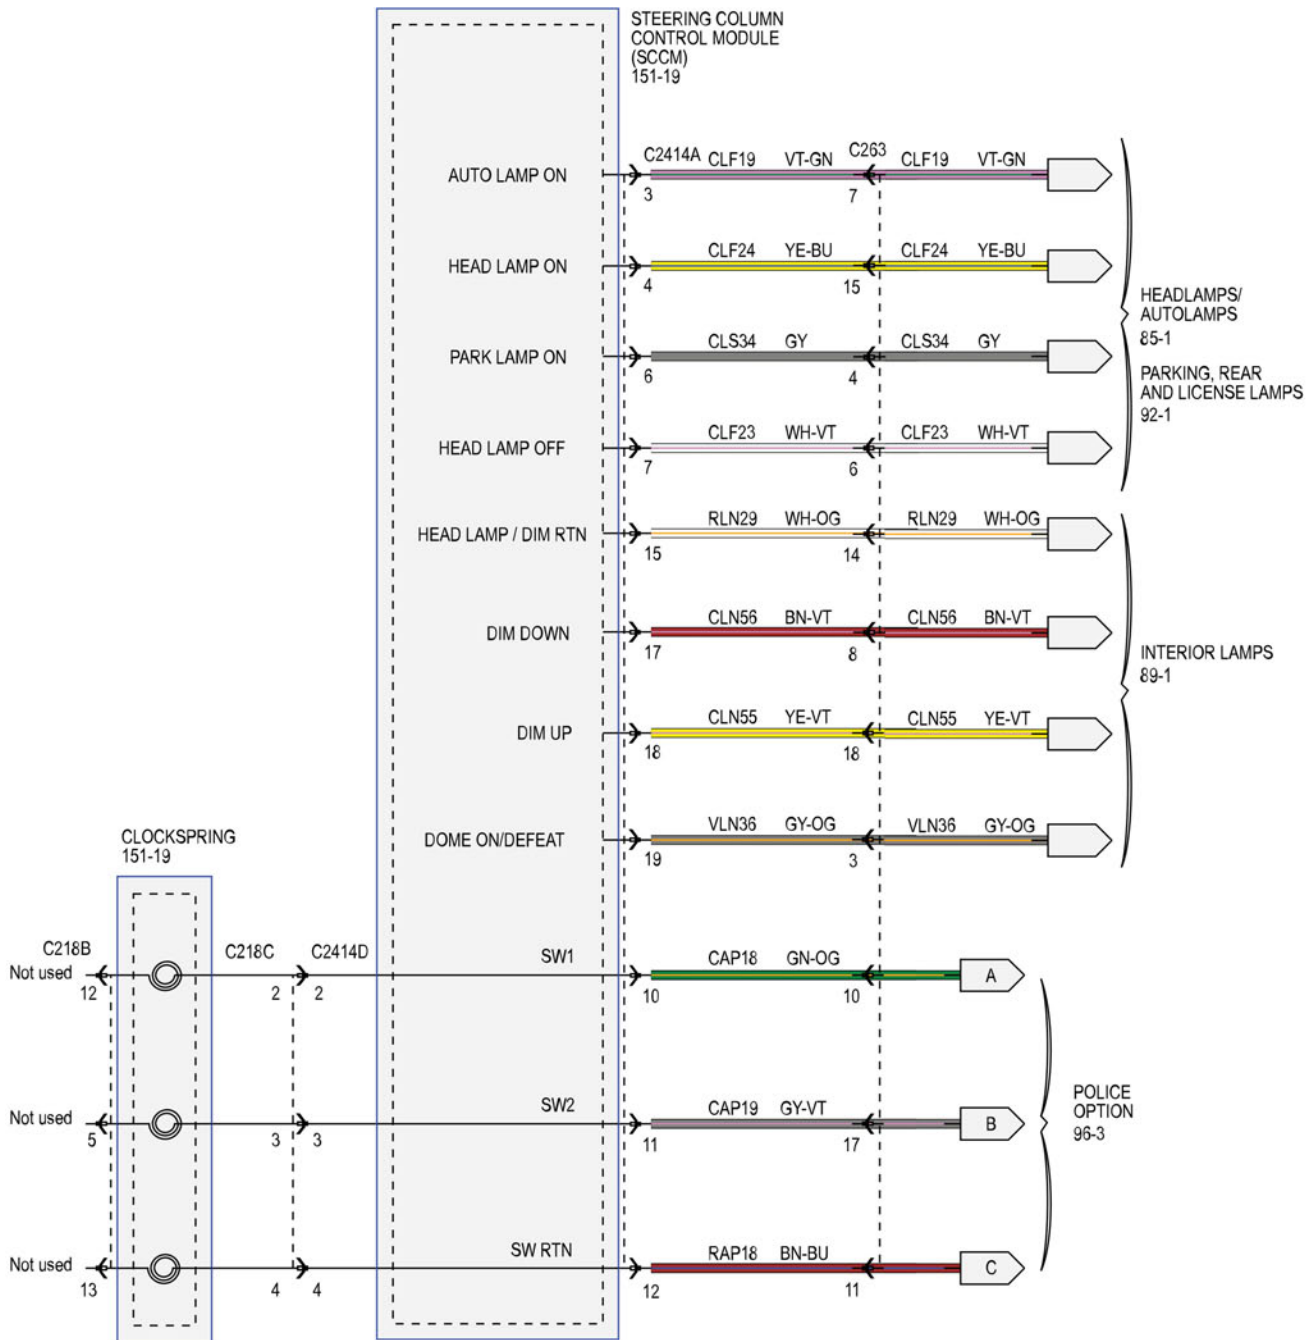 STEERING COLUMN
CONTROL MODULE
(SCCM)
151-19
C2414A
C263
AUTO LAMP ON
3
CLF19 VT-GN
7
CLF19 VT-GN
HEAD LAMP ON
4
CLF24 YE-BU
15
CLF24 YE-BU
PARK LAMP ON
6
CLS34 GY
4
CLS34 GY
HEAD LAMP OFF
7
CLF23 WH-VT
6
CLF23 WH-VT
HEADLAMPS/
AUTOLAMPS
85-1
PARKING, REAR
AND LICENSE LAMPS
92-1
HEAD LAMP / DIM RTN
15
RLN29 WH-OG
14
RLN29 WH-OG
DIM DOWN
17
CLN56 BN-VT
8
CLN56 BN-VT
DIM UP
18
CLN55 YE-VT
18
CLN55 YE-VT
DOME ON/DEFEAT
19
VLN36 GY-OG
3
VLN36 GY-OG
INTERIOR LAMPS
89-1
CLOCKSPRING
151-19
C218B
C218C
C2414D
Not used
12
2
2
SW1
10
CAP18 GN-OG
10
A
Not used
5
3
3
SW2
11
CAP19 GY-VT
17
B
Not used
13
4
4
SW RTN
12
RAP18 BN-BU
11
C
POLICE
OPTION
96-3